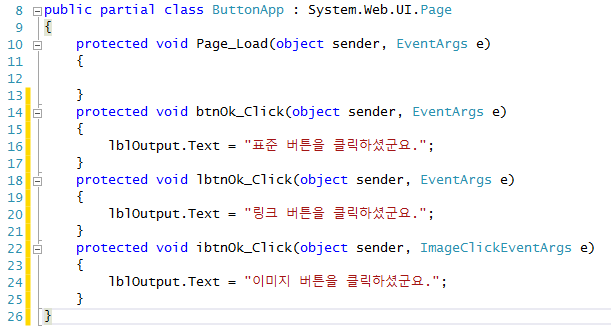 8 public partial class ButtonApp : System.Web.UI.Page
9 {
10 protected void Page_Load(object sender, EventArgs e)
11 {
12
13 }
14 protected void btnOk_Click(object sender, EventArgs e)
15 {
16 lblOutput.Text = "표준 버튼을 클릭하셨군요.";
17 }
18 protected void lbtnOk_Click(object sender, EventArgs e)
19 {
20 lblOutput.Text = "링크 버튼을 클릭하셨군요.";
21 }
22 protected void ibtnOk_Click(object sender, ImageClickEventArgs e)
23 {
24 lblOutput.Text = "이미지 버튼을 클릭하셨군요.";
25 }
26 }